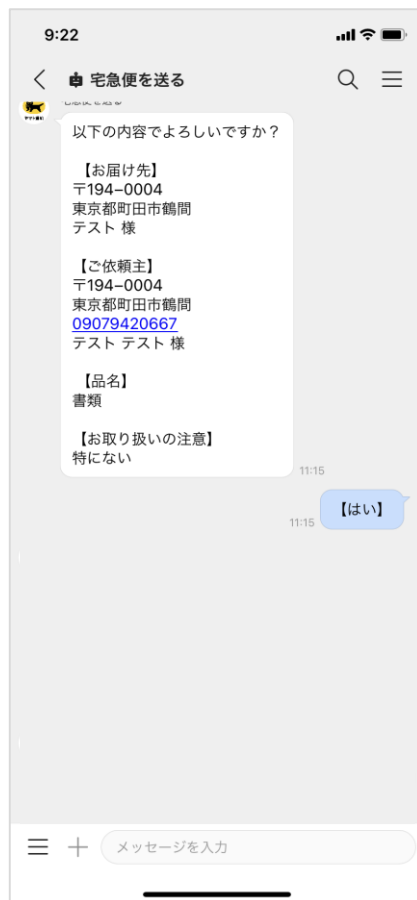 9:22
宅急便を送る
以下の内容でよろしいですか？
【お届け先】
〒194–0004
東京都町田市鶴間
テスト 様
【ご依頼主】
〒194–0004
東京都町田市鶴間
09079420667
テスト テスト 様
【品名】
書類
【お取り扱いの注意】
特にない
11:15
【はい】
11:15
メッセージを入力